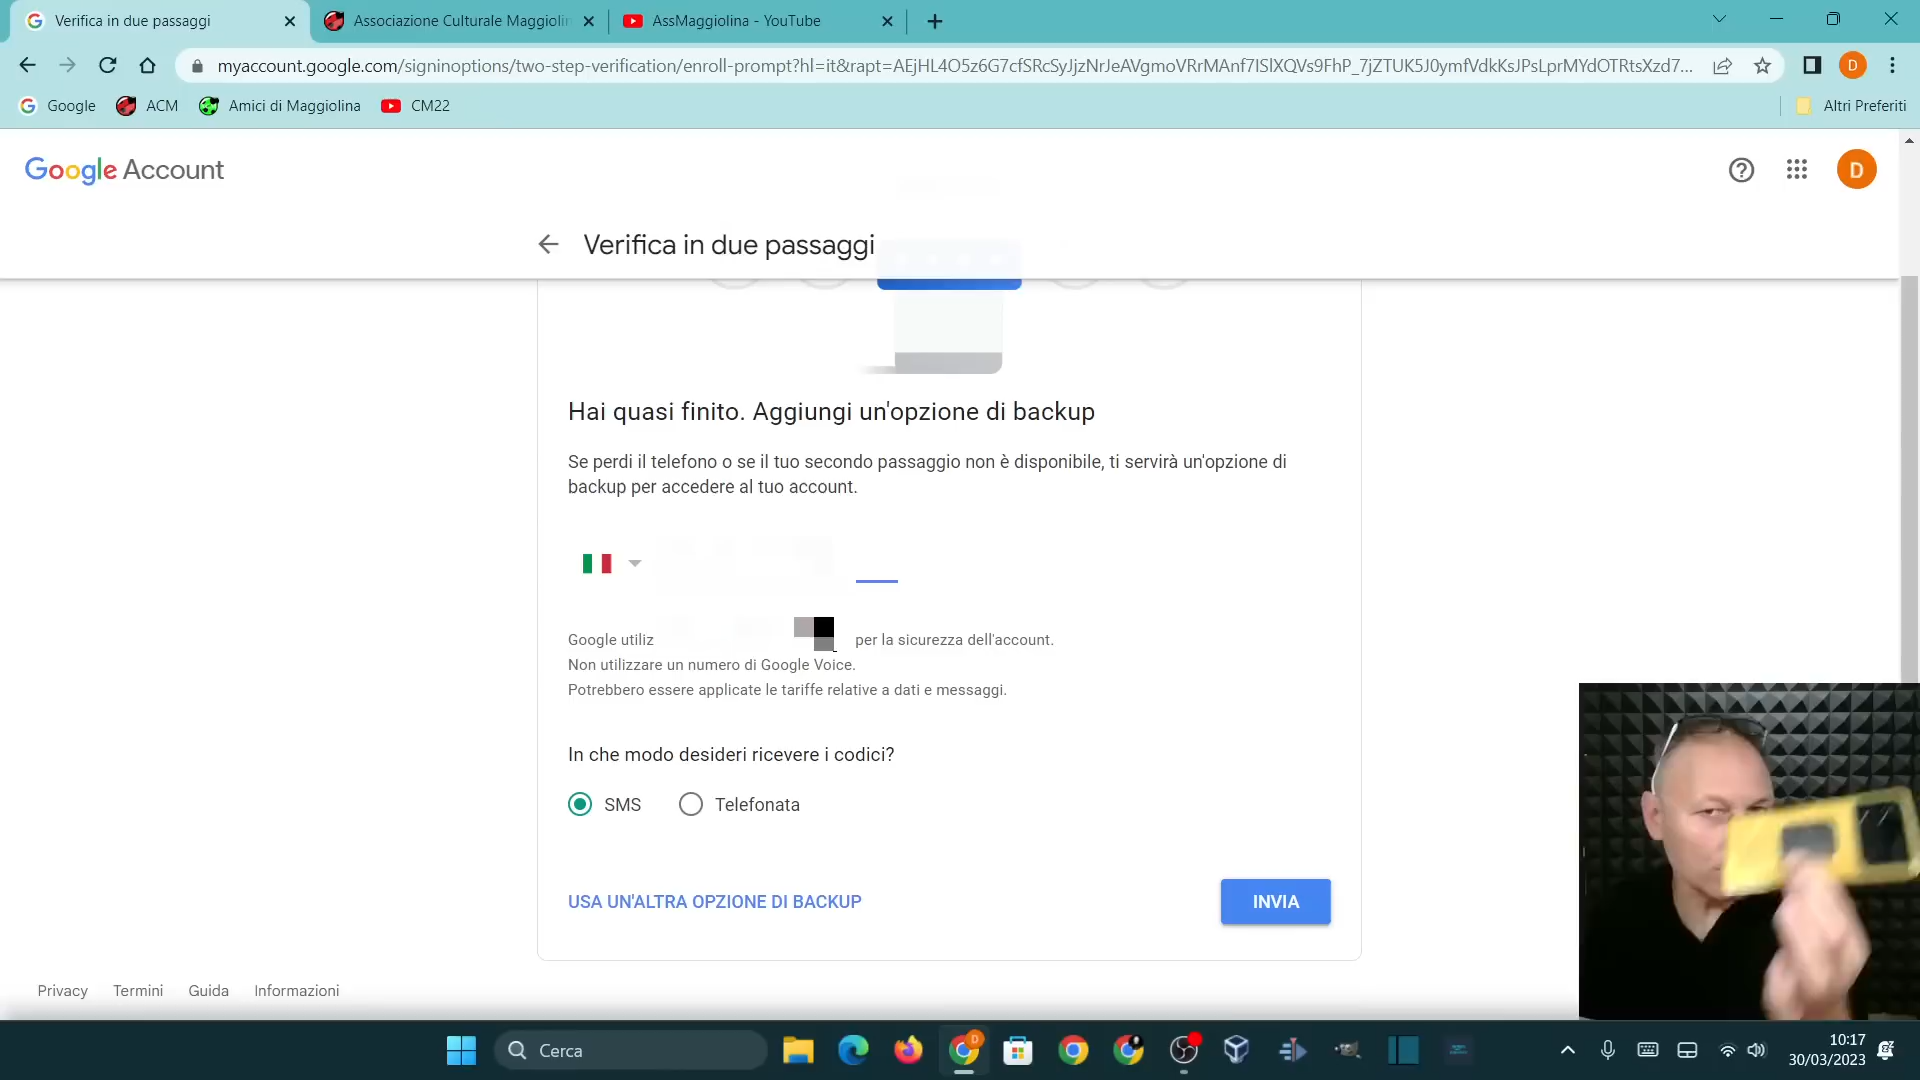 Verifica in due passaggi
Associazione Culturale Maggiolin
AssMaggiolina - YouTube
myaccount.google.com/signinoptions/two-step-verification/enroll-prompt?hl=it&rapt=AEjHL4O5z6G7cfSRcSyJjzNrJeAVgmoVRrMAnf7ISlXQVs9FhP_7jZTUK5J0ymfVdkKsJPsLprMYdOTRtsXzd7...
D
Google
ACM
Amici di Maggiolina
CM22
Altri Preferiti
Google Account
D
Verifica in due passaggi
Hai quasi finito. Aggiungi un'opzione di backup
Se perdi il telefono o se il tuo secondo passaggio non è disponibile, ti servirà un'opzione di
backup per accedere al tuo account.
Google utiliz per la sicurezza dell'account.
Non utilizzare un numero di Google Voice.
Potrebbero essere applicate le tariffe relative a dati e messaggi.
In che modo desideri ricevere i codici?
SMS Telefonata
USA UN'ALTRA OPZIONE DI BACKUP
INVIA
Privacy Termini Guida Informazioni
Cerca
D
10:17
30/03/2023